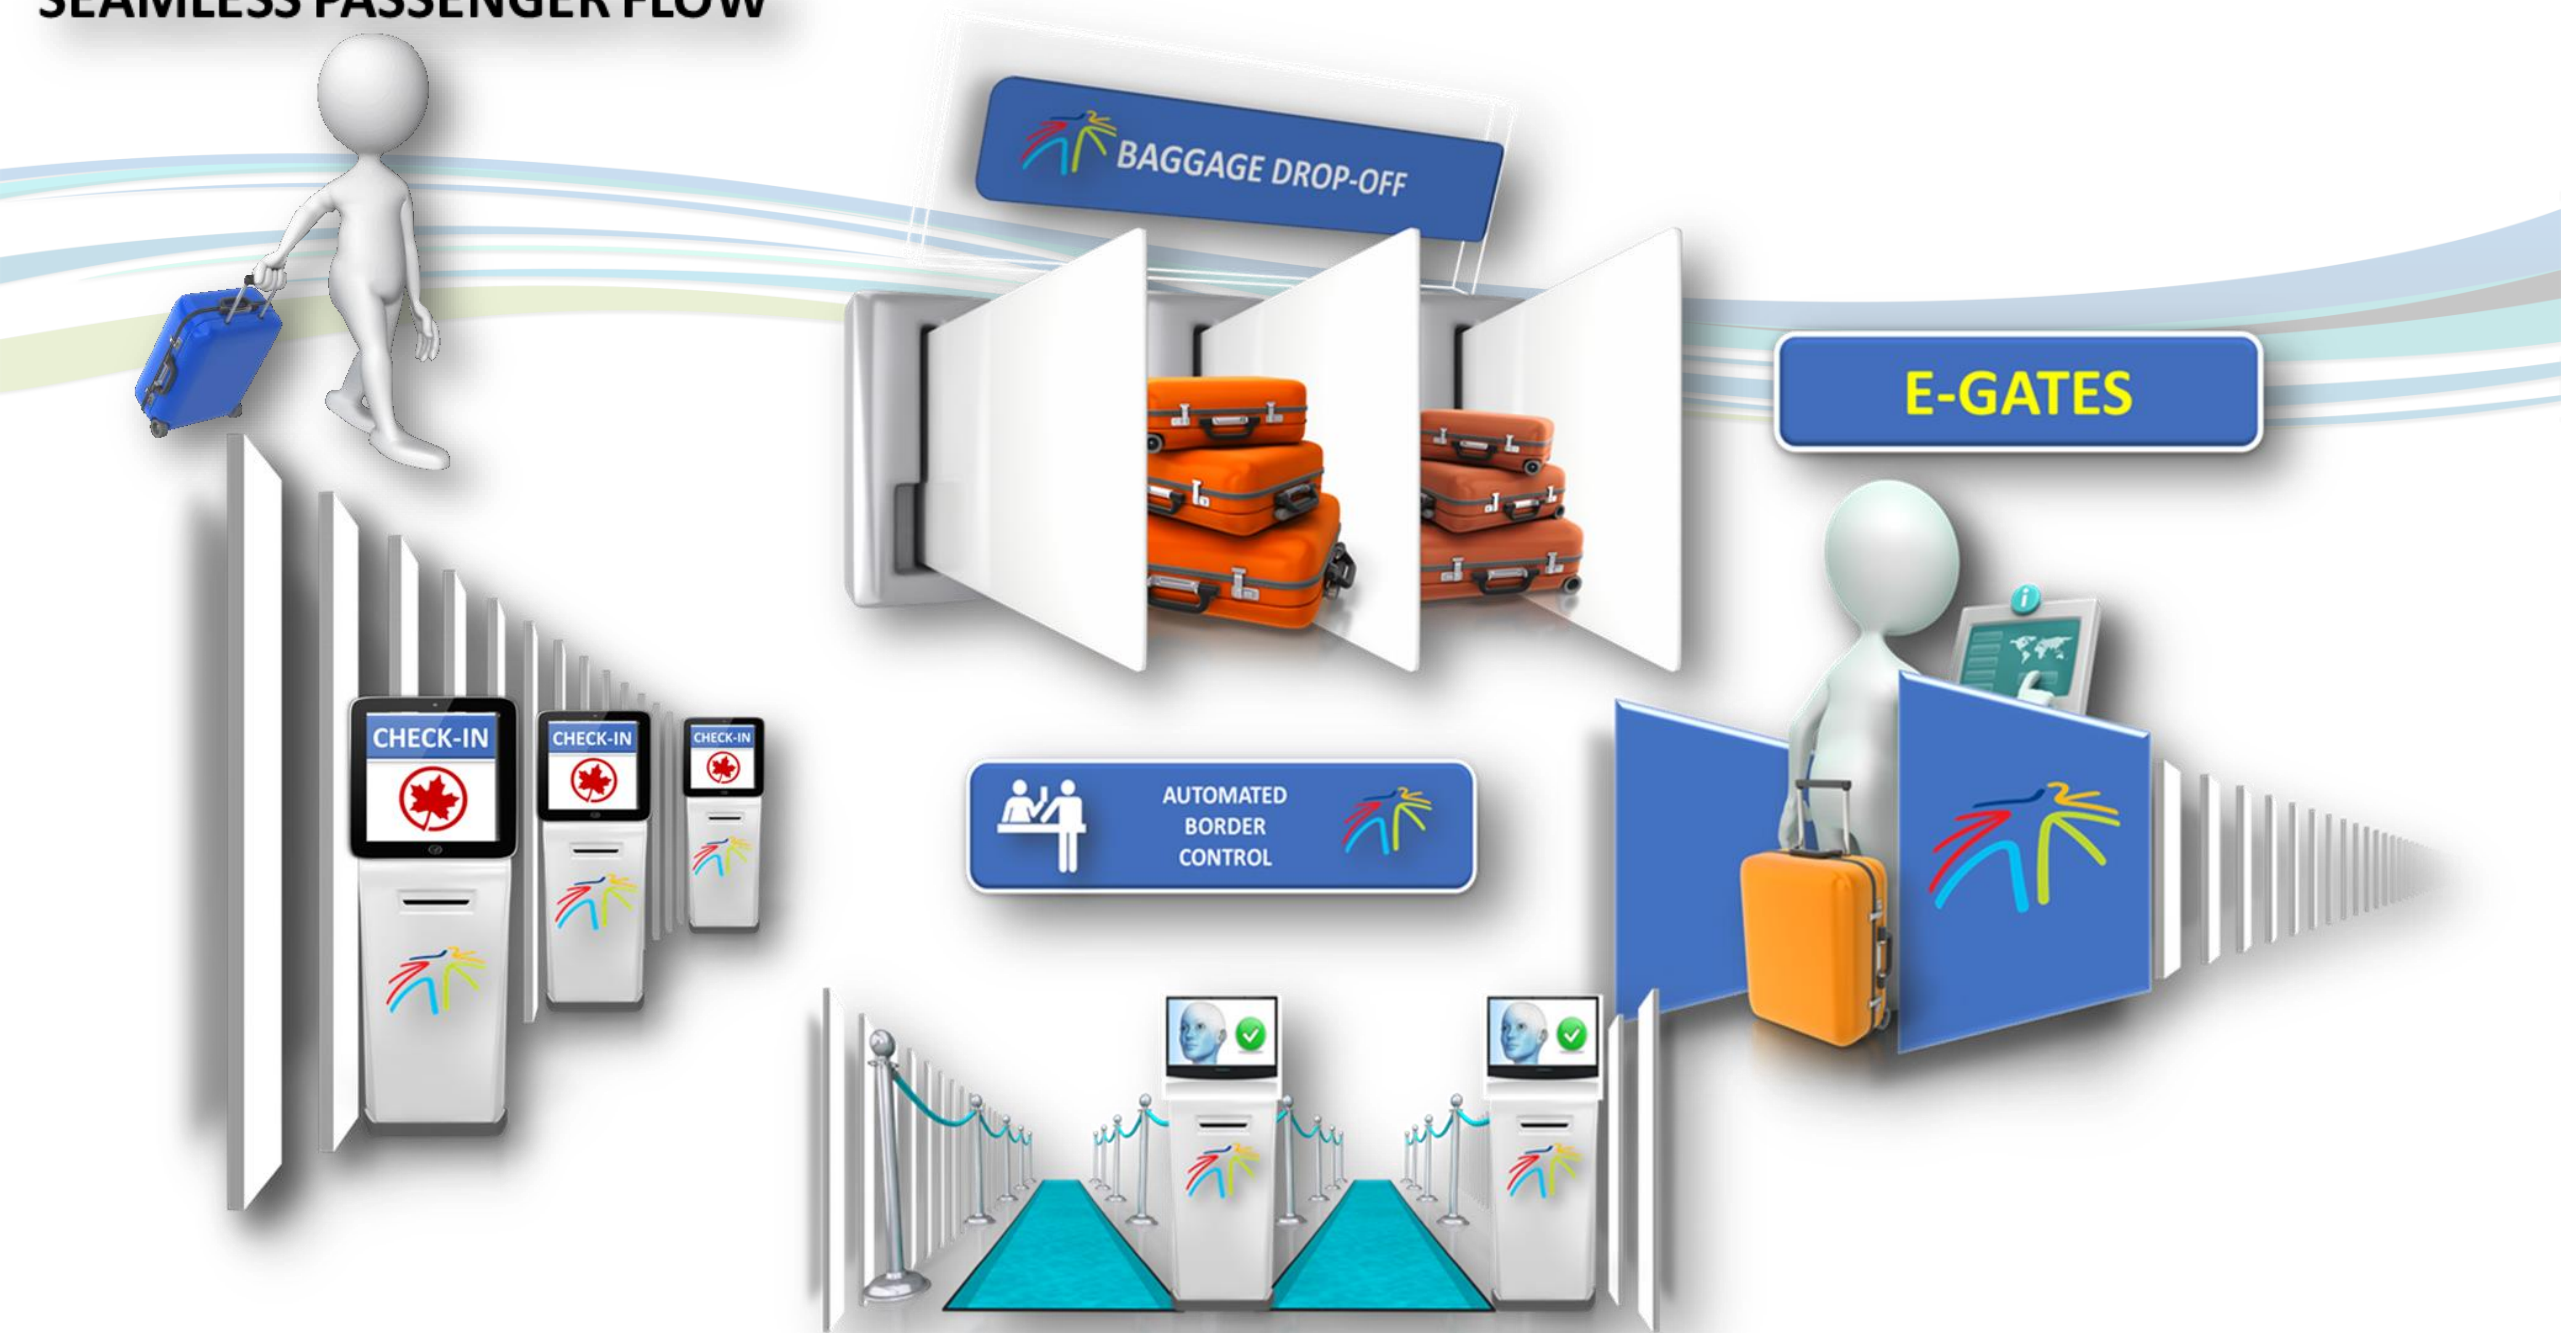 SEAMLESS PASSENGER FLOW
BAGGAGE DROP-OFF
E-GATES
CHECK-IN
CHECK-IN
CHECK-IN
i
AUTOMATED
BORDER
CONTROL